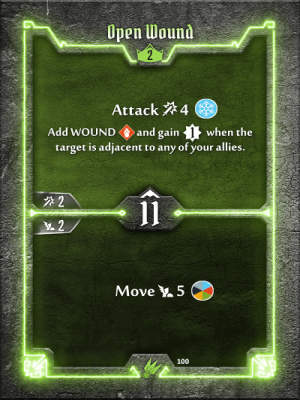 Open Wound
2
Attack 4
Add WOUND and gain 1 when the
target is adjacent to any of your allies.
2
2
11
Move 5
100